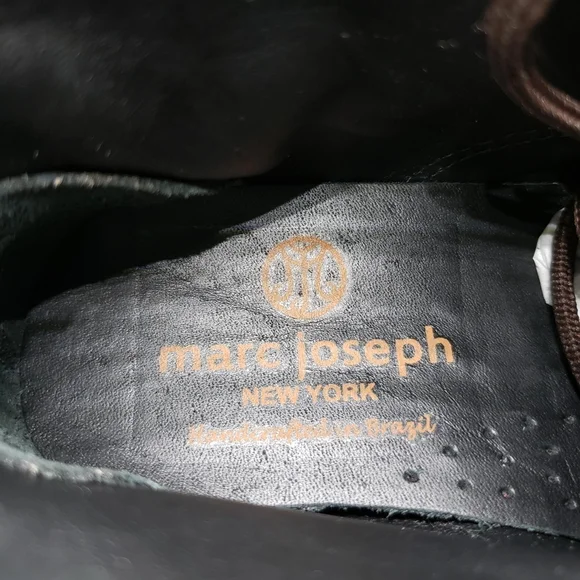 marc joseph
NEW YORK
Handcrafted in Brazil